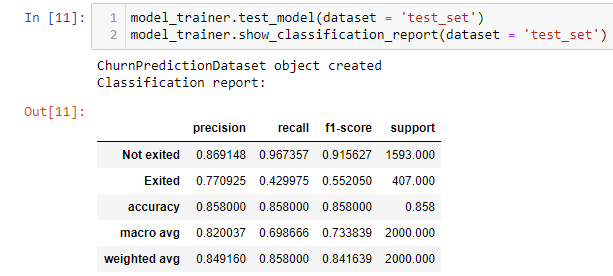 In [11]: 1 model_trainer.test_model(dataset = 'test_set')
2 model_trainer.show_classification_report(dataset = 'test_set')
ChurnPredictionDataset object created
Classification report:
Out[11]:
precision recall f1-score support
Not exited 0.869148 0.967357 0.915627 1593.000
Exited 0.770925 0.429975 0.552050 407.000
accuracy 0.858000 0.858000 0.858000 0.858
macro avg 0.820037 0.698666 0.733839 2000.000
weighted avg 0.849160 0.858000 0.841639 2000.000